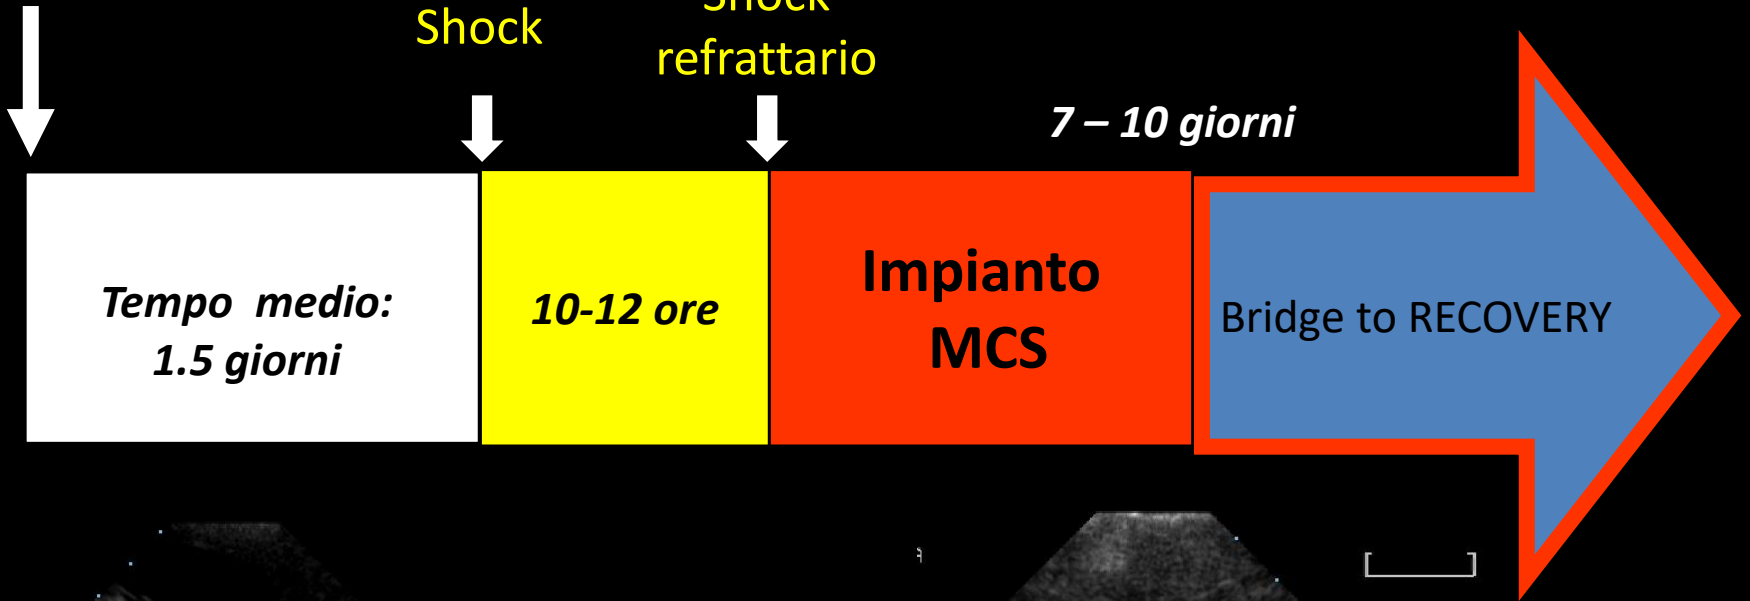 Shock
Shock
refrattario
7 – 10 giorni
Tempo medio:
1.5 giorni
10-12 ore
Impianto
MCS
Bridge to RECOVERY